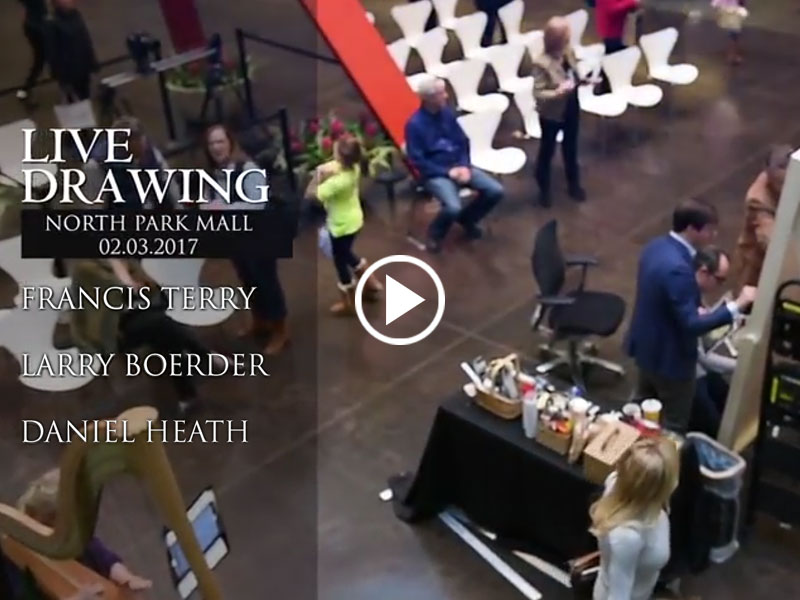 LIVE
DRAWING
NORTH PARK MALL
02.03.2017
FRANCIS TERRY
LARRY BOERDER
DANIEL HEATH